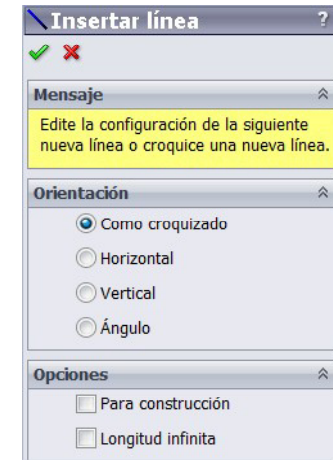 Insertar línea ?
Mensaje
Edite la configuración de la siguiente
nueva línea o croquice una nueva línea.
Orientación
Como croquizado
Horizontal
Vertical
Ángulo
Opciones
Para construcción
Longitud infinita